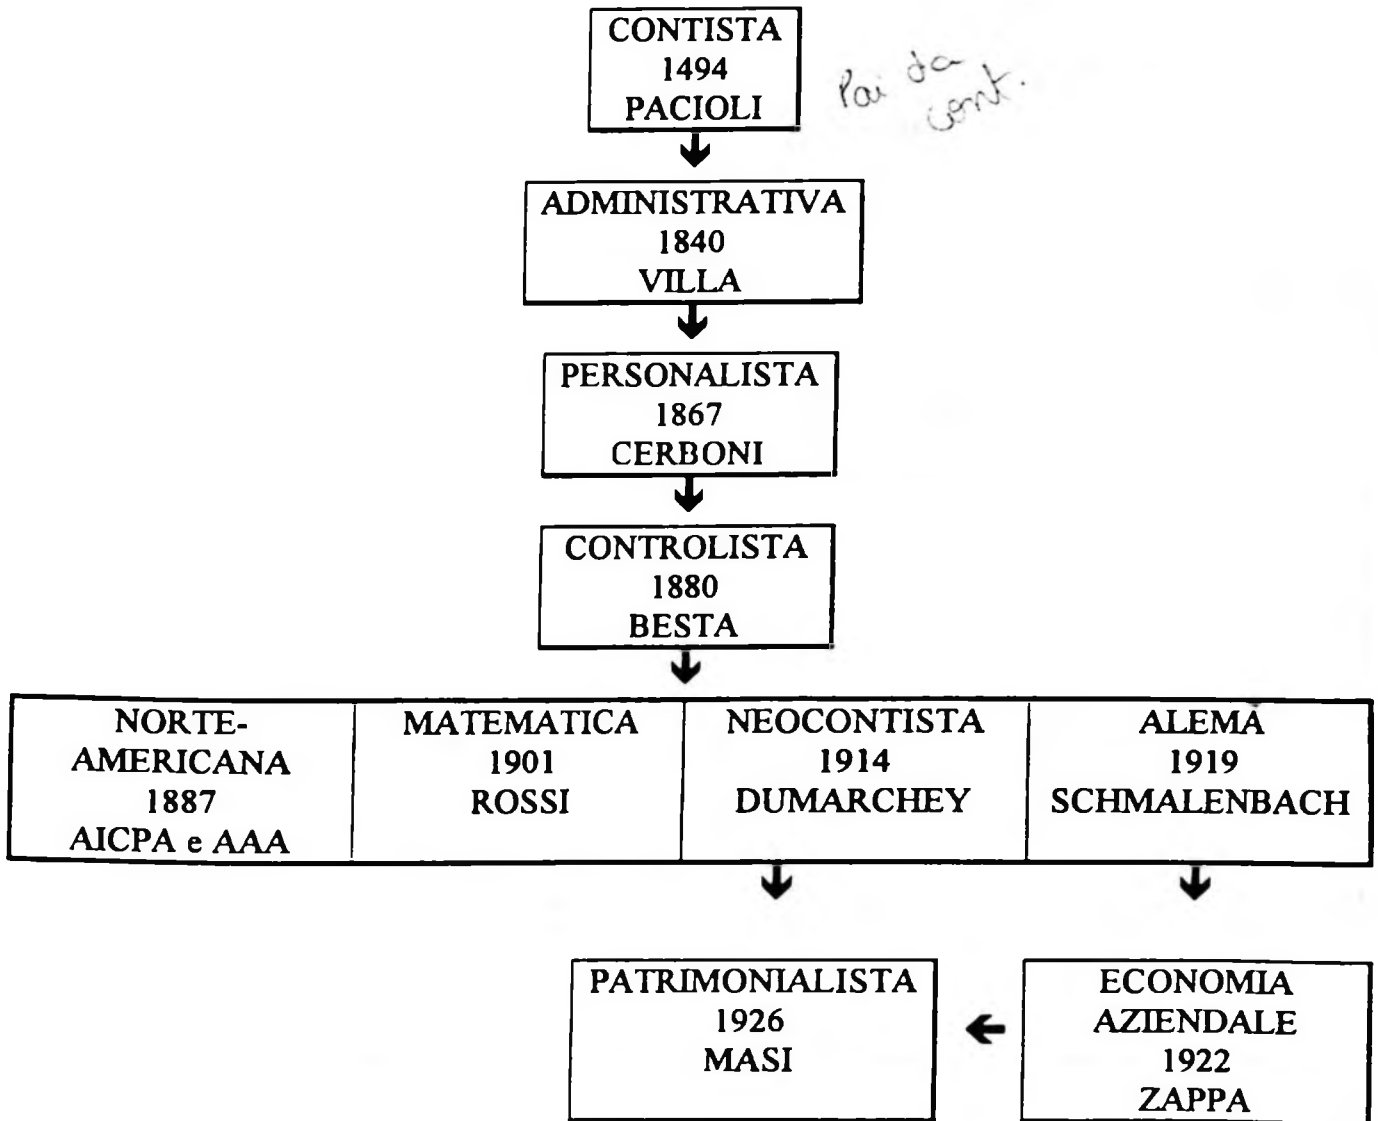 CONTISTA
1494
PACIOLI
Pai da
cont.
ADMINISTRATIVA
1840
VILLA
PERSONALISTA
1867
CERBONI
CONTROLISTA
1880
BESTA
NORTE-
AMERICANA
1887
AICPA e AAA
MATEMATICA
1901
ROSSI
NEOCONTISTA
1914
DUMARCHEY
ALEMÃ
1919
SCHMALENBACH
PATRIMONIALISTA
1926
MASI
ECONOMIA
AZIENDALE
1922
ZAPPA